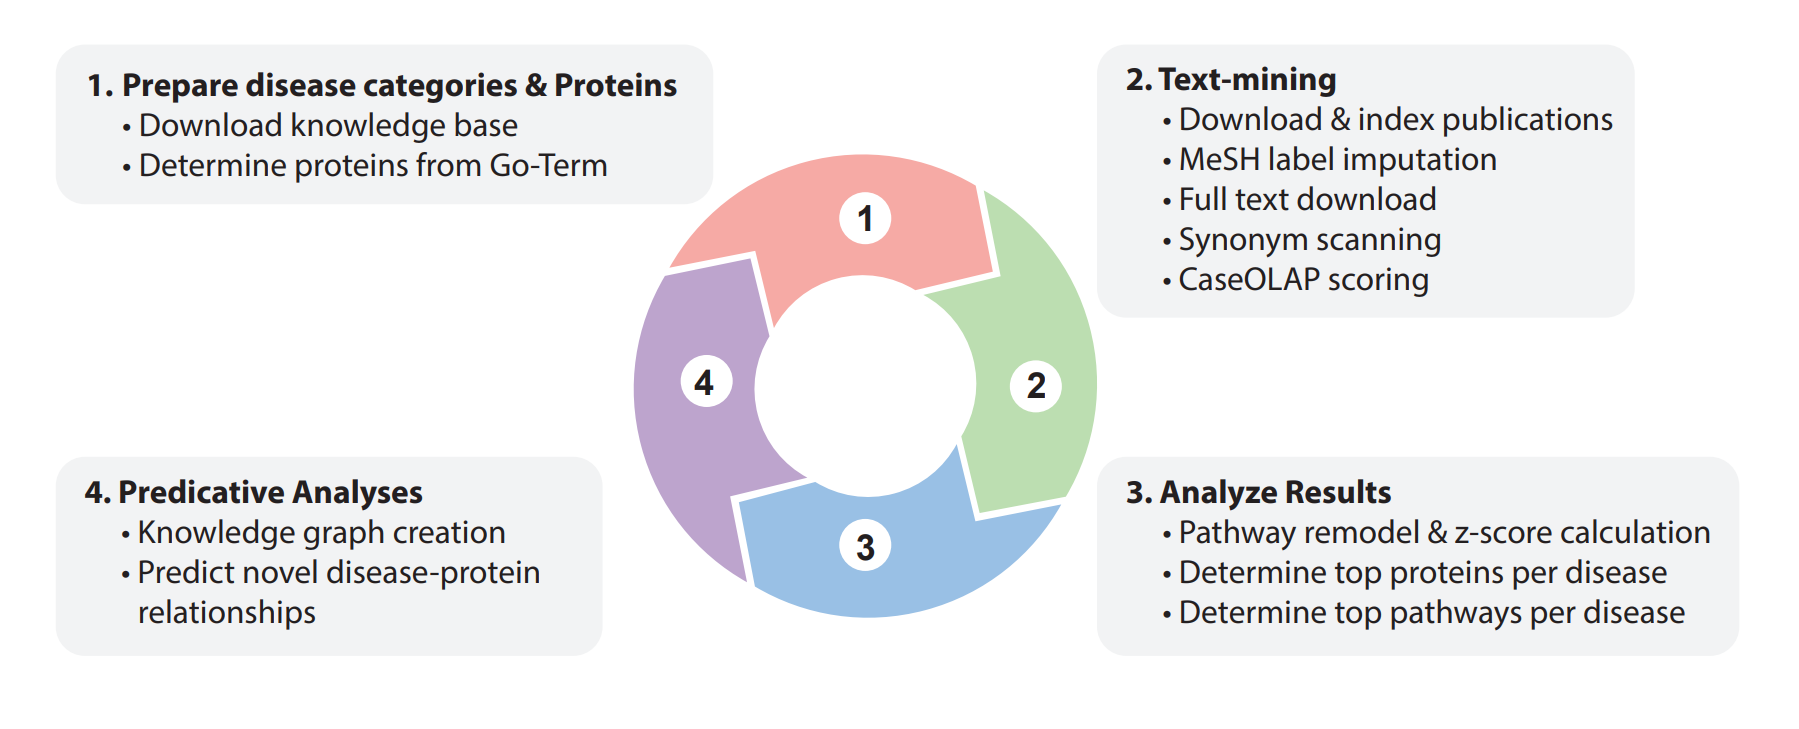 1. Prepare disease categories & Proteins
• Download knowledge base
• Determine proteins from Go-Term
2. Text-mining
• Download & index publications
• MeSH label imputation
• Full text download
• Synonym scanning
• CaseOLAP scoring
1
2
3
4
4. Predicative Analyses
• Knowledge graph creation
• Predict novel disease-protein
relationships
3. Analyze Results
• Pathway remodel & z-score calculation
• Determine top proteins per disease
• Determine top pathways per disease